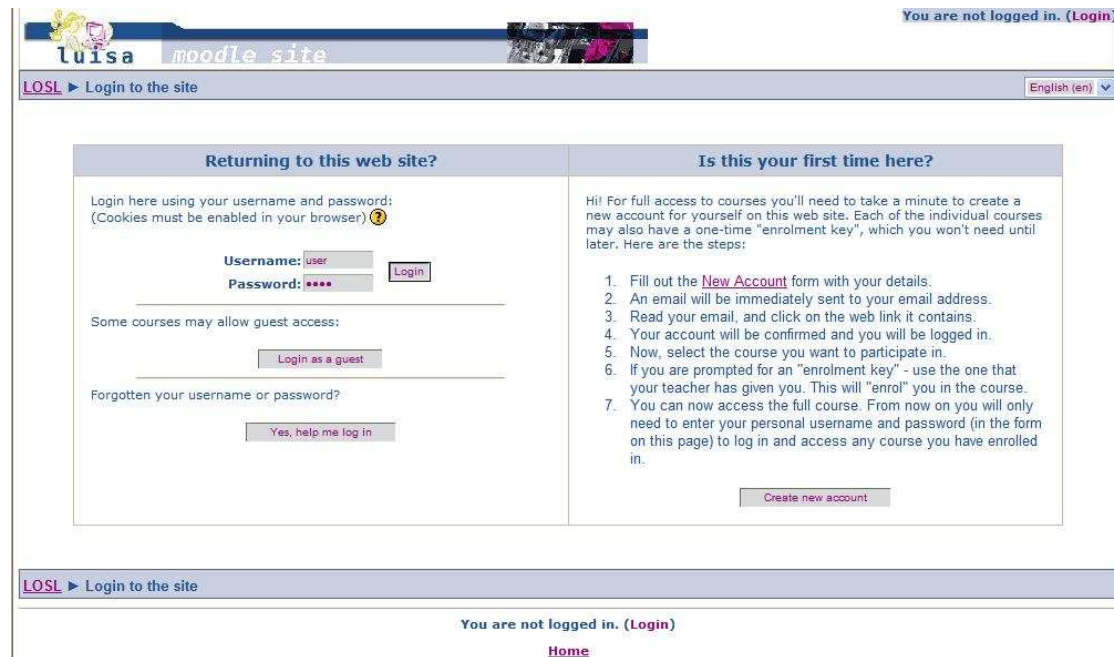 You are not logged in. (Login)
luisa moodle site
LOSL ► Login to the site
English (en)
Returning to this web site?
Login here using your username and password:
(Cookies must be enabled in your browser) ?
Username: user
Login
Password: ••••
Some courses may allow guest access:
Login as a guest
Forgotten your username or password?
Yes, help me log in
Is this your first time here?
Hi! For full access to courses you'll need to take a minute to create a
new account for yourself on this web site. Each of the individual courses
may also have a one-time "enrolment key", which you won't need until
later. Here are the steps:
1. Fill out the New Account form with your details.
2. An email will be immediately sent to your email address.
3. Read your email, and click on the web link it contains.
4. Your account will be confirmed and you will be logged in.
5. Now, select the course you want to participate in.
6. If you are prompted for an "enrolment key" - use the one that
your teacher has given you. This will "enrol" you in the course.
7. You can now access the full course. From now on you will only
need to enter your personal username and password (in the form
on this page) to log in and access any course you have enrolled
in.
Create new account
LOSL ► Login to the site
You are not logged in. (Login)
Home